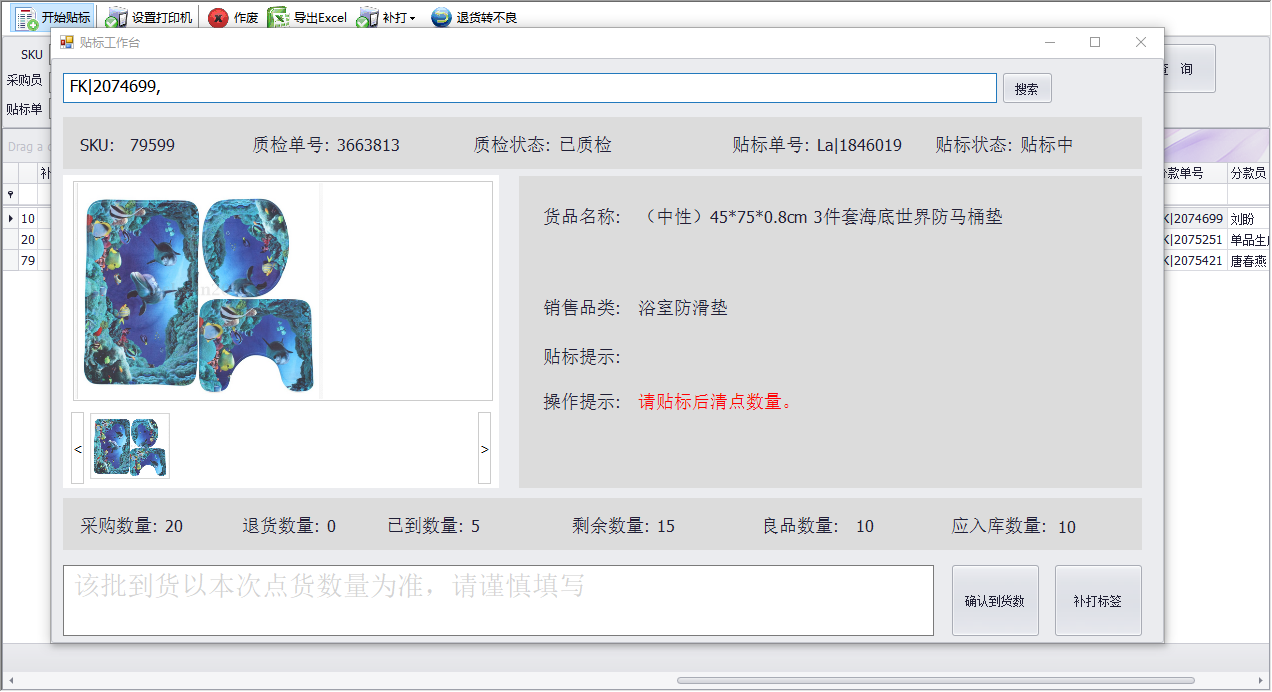 开始贴标 设置打印机 作废 导出Excel 补打 退货转不良
贴标工作台
SKU
采购员
贴标单
FK|2074699,
搜索
询
SKU: 79599 质检单号: 3663813 质检状态: 已质检 贴标单号: La|1846019 贴标状态: 贴标中
Drag a
补
款单号 分款员
10
20
79
K|2074699 刘盼
K|2075251 单品生
K|2075421 唐春燕
货品名称: （中性）45*75*0.8cm 3件套海底世界防马桶垫
销售品类: 浴室防滑垫
贴标提示:
操作提示: 请贴标后清点数量。
< >
采购数量: 20 退货数量: 0 已到数量: 5 剩余数量: 15 良品数量: 10 应入库数量: 10
该批到货以本次点货数量为准，请谨慎填写
确认到货数 补打标签